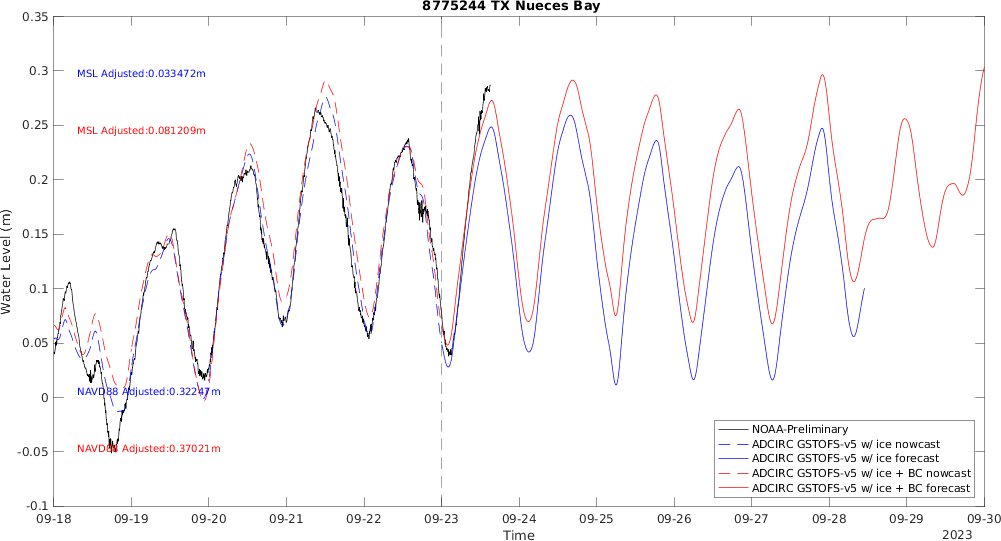 8775244 TX Nueces Bay
0.35
0.3
0.25
0.2
0.15
0.1
0.05
0
-0.05
-0.1
Water Level (m)
MSL Adjusted:0.033472m
MSL Adjusted:0.081209m
NAVD88 Adjusted:0.32247m
NAVD88 Adjusted:0.37021m
NOAA-Preliminary
ADCIRC GSTOFS-v5 w/ ice nowcast
ADCIRC GSTOFS-v5 w/ ice forecast
ADCIRC GSTOFS-v5 w/ ice + BC nowcast
ADCIRC GSTOFS-v5 w/ ice + BC forecast
09-18 09-19 09-20 09-21 09-22 09-23 09-24 09-25 09-26 09-27 09-28 09-29 09-30
Time
2023